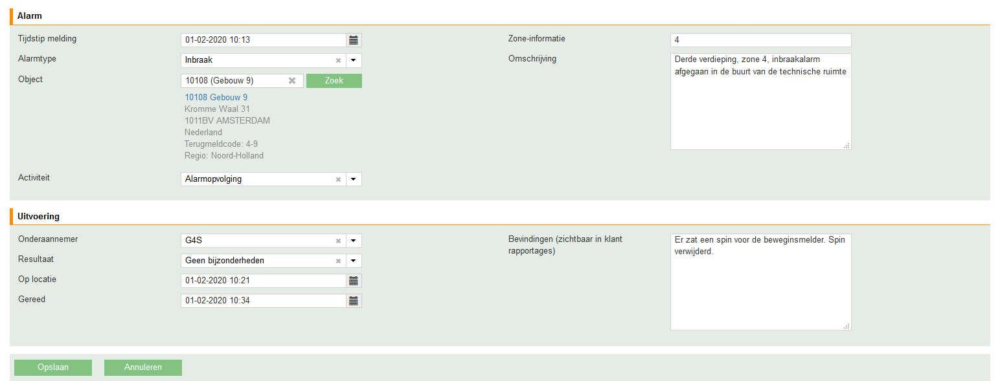 Alarm
Tijdstip melding
01-02-2020 10:13
Alarmtype
Inbraak
Object
10108 (Gebouw 9)
Zoek
10108 Gebouw 9
Kromme Waal 31
1011BV AMSTERDAM
Nederland
Terugmeldcode: 4-9
Regio: Noord-Holland
Activiteit
Alarmopvolging
Zone-informatie
4
Omschrijving
Derde verdieping, zone 4, inbraakalarm
afgegaan in de buurt van de technische ruimte
Uitvoering
Onderaannemer
G4S
Resultaat
Geen bijzonderheden
Op locatie
01-02-2020 10:21
Gereed
01-02-2020 10:34
Bevindingen (zichtbaar in klant
rapportages)
Er zat een spin voor de beweginsmelder. Spin
verwijderd.
Opslaan
Annuleren